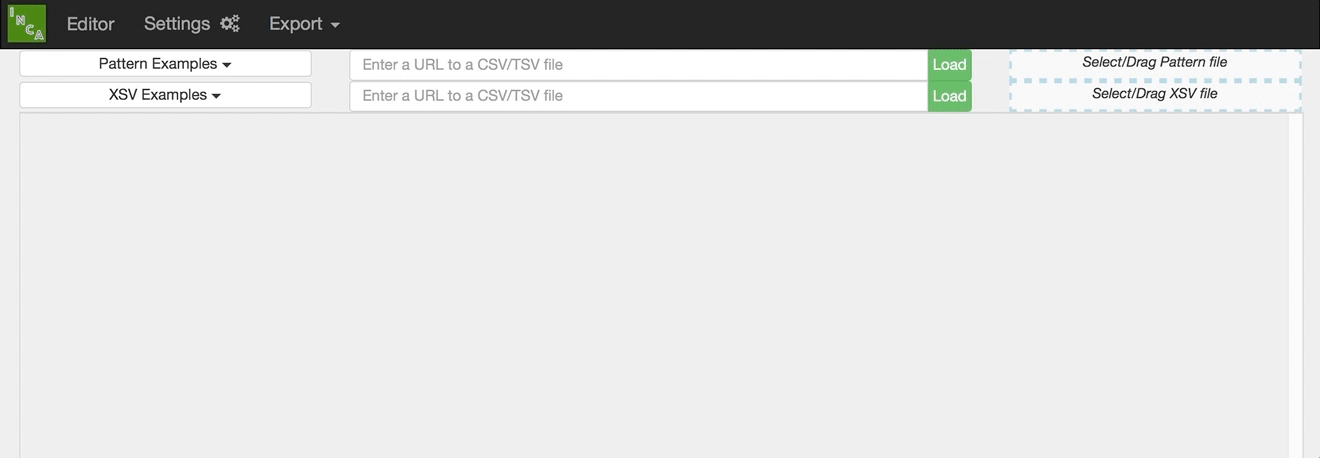 INCA Editor Settings Export
Pattern Examples Enter a URL to a CSV/TSV file Load Select/Drag Pattern file
XSV Examples Enter a URL to a CSV/TSV file Load Select/Drag XSV file